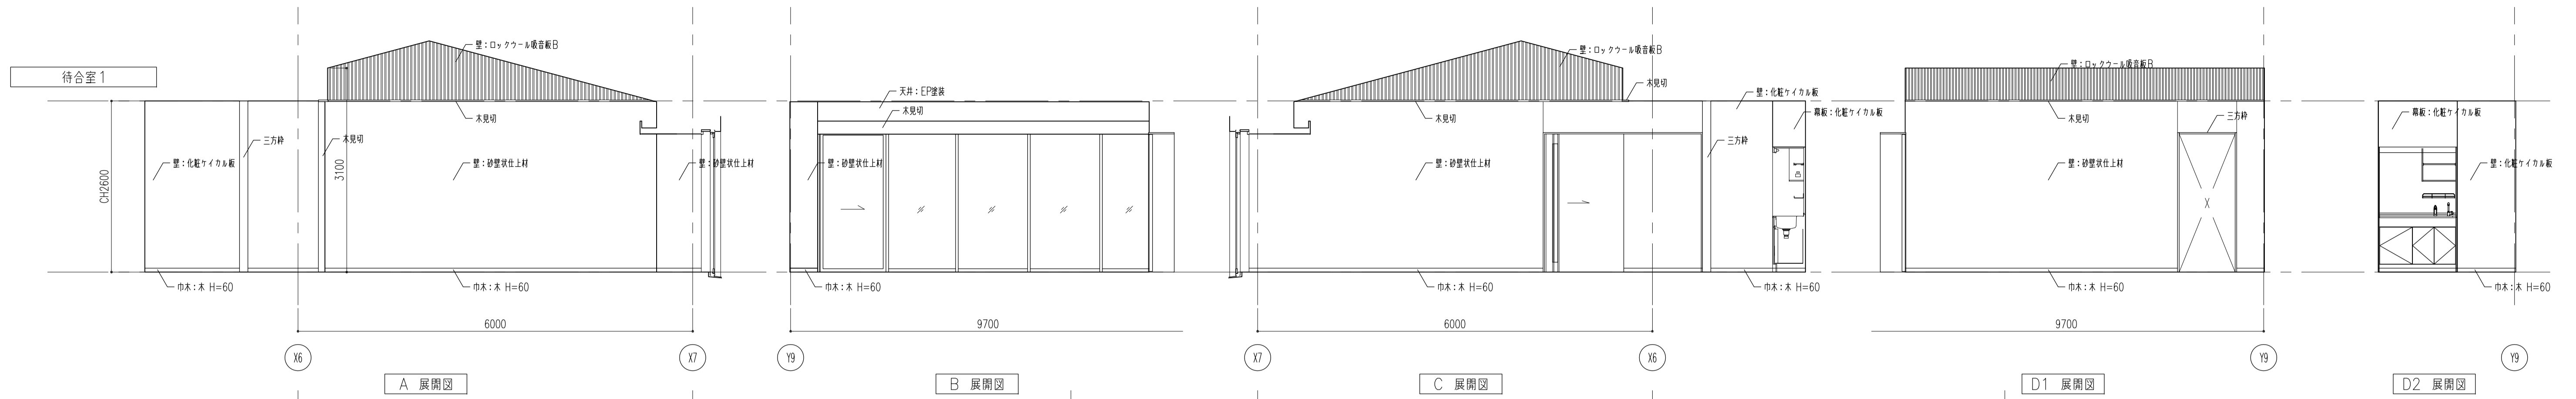 待合室1
壁：ロックウール吸音板B
木見切
三方枠
木見切
壁：化粧ケイカル板
壁：砂壁状仕上材
壁：砂壁状仕上材
CH2600
3100
巾木：木 H=60
巾木：木 H=60
6000
X6
X7
A 展開図
天井：EP塗装
木見切
壁：砂壁状仕上材
巾木：木 H=60
9700
Y9
B 展開図
壁：ロックウール吸音板B
木見切
壁：化粧ケイカル板
木見切
幕板：化粧ケイカル板
三方枠
壁：砂壁状仕上材
巾木：木 H=60
巾木：木 H=60
6000
X7
X6
C 展開図
壁：ロックウール吸音板B
木見切
三方枠
壁：砂壁状仕上材
X
巾木：木 H=60
9700
Y9
D1 展開図
幕板：化粧ケイカル板
壁：化粧ケイカル板
巾木：木 H=60
Y9
D2 展開図